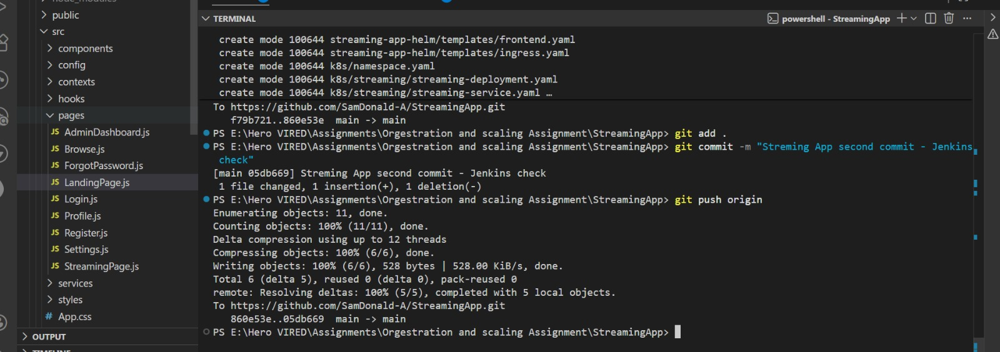 node_modules
public
src
components
config
contexts
hooks
pages
JS AdminDashboard.js
JS Browse.js
JS ForgotPassword.js
JS LandingPage.js
JS Login.js
JS Profile.js
JS Register.js
JS Settings.js
JS StreamingPage.js
services
styles
# App.css
OUTPUT
TIMELINE
TERMINAL
powershell - StreamingApp
create mode 100644 streaming-app-helm/templates/frontend.yaml
create mode 100644 streaming-app-helm/templates/ingress.yaml
create mode 100644 k8s/namespace.yaml
create mode 100644 k8s/streaming/streaming-deployment.yaml
create mode 100644 k8s/streaming/streaming-service.yaml …
To https://github.com/SamDonald-A/StreamingApp.git
f79b721..860e53e  main -> main
PS E:\Hero VIRED\Assignments\Orgestration and scaling Assignment\StreamingApp> git add .
PS E:\Hero VIRED\Assignments\Orgestration and scaling Assignment\StreamingApp> git commit -m "Streming App second commit - Jenkins
check"
[main 05db669] Streming App second commit - Jenkins check
1 file changed, 1 insertion(+), 1 deletion(-)
PS E:\Hero VIRED\Assignments\Orgestration and scaling Assignment\StreamingApp> git push origin
Enumerating objects: 11, done.
Counting objects: 100% (11/11), done.
Delta compression using up to 12 threads
Compressing objects: 100% (6/6), done.
Writing objects: 100% (6/6), 528 bytes | 528.00 KiB/s, done.
Total 6 (delta 5), reused 0 (delta 0), pack-reused 0
remote: Resolving deltas: 100% (5/5), completed with 5 local objects.
To https://github.com/SamDonald-A/StreamingApp.git
860e53e..05db669  main -> main
PS E:\Hero VIRED\Assignments\Orgestration and scaling Assignment\StreamingApp>